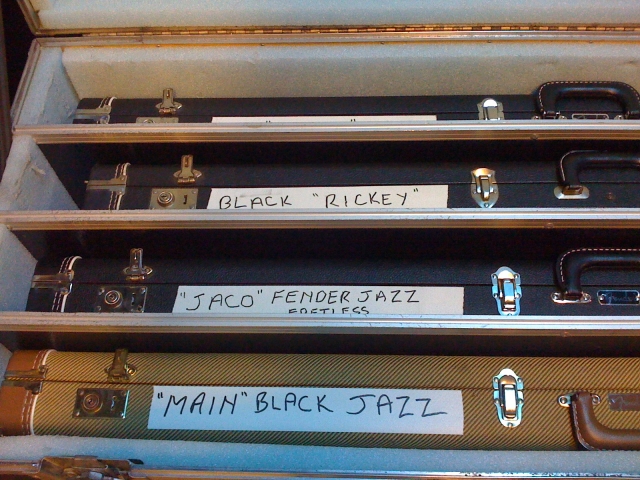 BLACK "RICKEY"
"JACO" FENDER JAZZ
FRETLESS
"MAIN" BLACK JAZZ